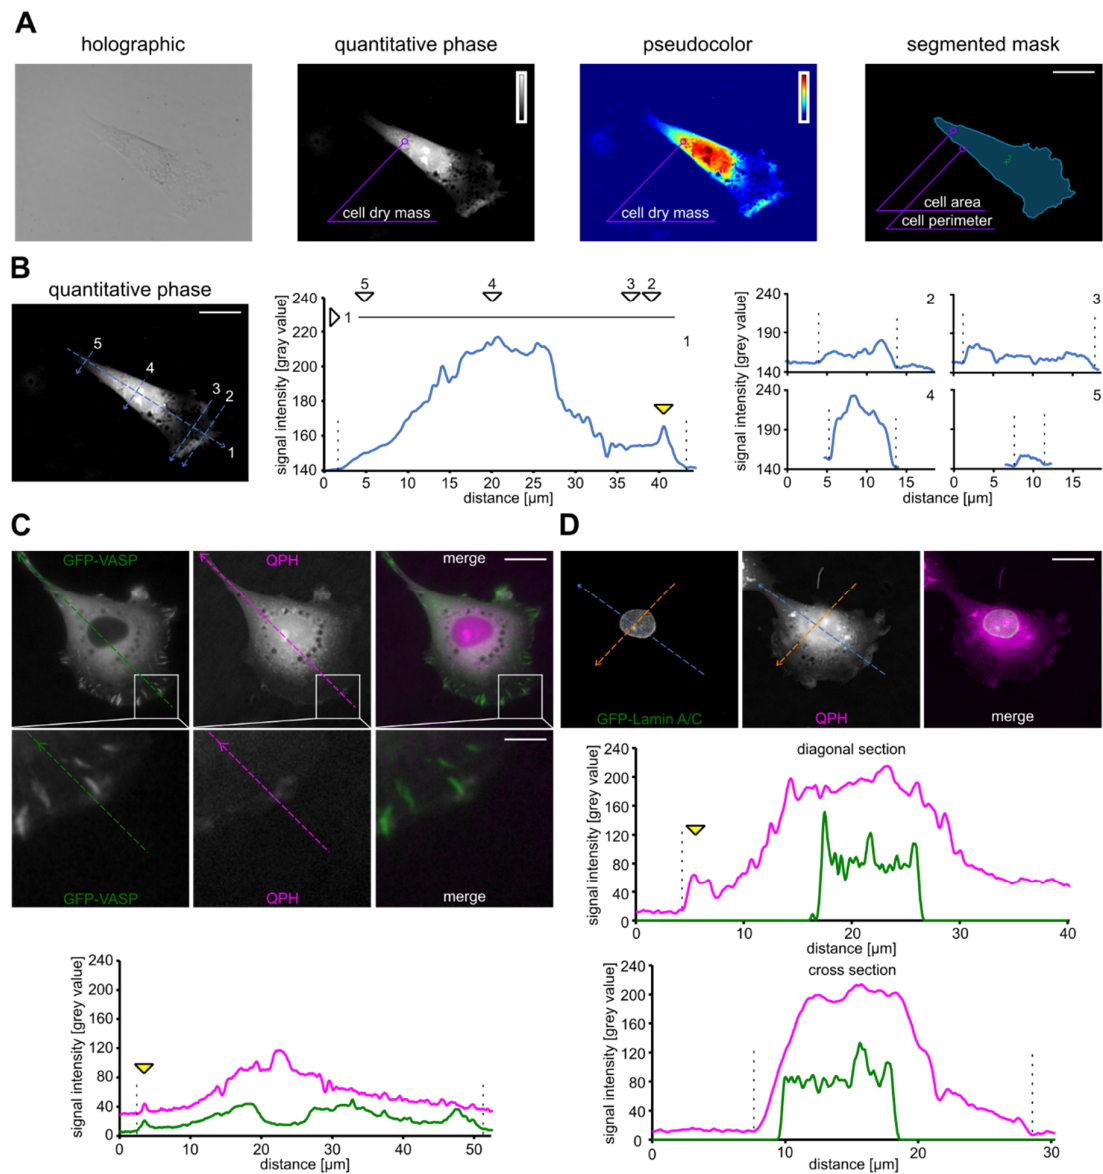 A
holographic
quantitative phase
pseudocolor
segmented mask
cell dry mass
cell dry mass
cell area
cell perimeter
B
quantitative phase
5
4
3
2
1
signal intensity [gray value]
240
220
200
180
160
140
5
4
3 2
1
1
0 5 10 15 20 25 30 35 40
distance [µm]
signal intensity [grey value]
240
190
140
2
3
240
190
140
4
5
0 5 10 15
0 5 10 15
distance [µm]
C
GFP-VASP
QPH
merge
GFP-VASP
QPH
merge
signal intensity [grey value]
240
200
160
120
80
40
0
0 10 20 30 40 50
distance [µm]
D
GFP-Lamin A/C
QPH
merge
diagonal section
signal intensity [grey value]
240
200
160
120
80
40
0
0 10 20 30 40
distance [µm]
cross section
signal intensity [grey value]
240
200
160
120
80
40
0
0 10 20 30
distance [µm]